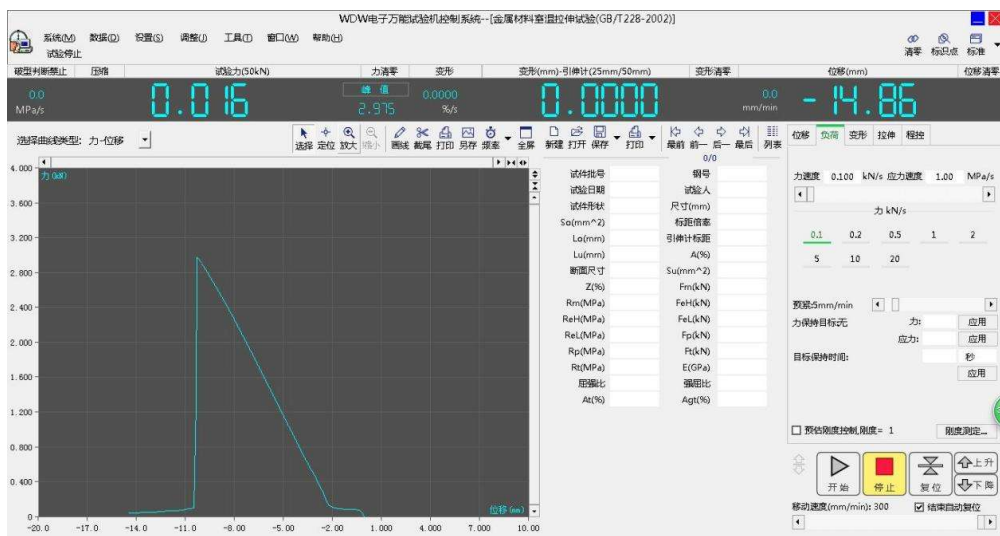 WDW电子万能试验机控制系统--[金属材料室温拉伸试验(GB/T228-2002)]
系统(M) 数据(D) 设置(S) 调整(J) 工具(T) 窗口(W) 帮助(H)
试验停止
清零 标识点 标准
破型判断禁止 压缩 试验力(50kN) 力清零 变形 变形(mm)-引伸计(25mm/50mm) 变形清零 位移(mm) 位移清零
0.0 MPa/s 0.016 峰 值 2.975 0.0000 %/s 0.0000 0.0 mm/min -14.86
选择曲线类型: 力-位移
选择 定位 放大 缩小 画线 截尾 打印 另存 频率 全屏 新建 打开 保存 打印 最前 前一 后一 最后 列表
0/0
力(kN)
4.000
3.600
3.200
2.800
2.400
2.000
1.600
1.200
0.800
0.400
0
-20.0 -17.0 -14.0 -11.0 -8.00 -5.00 -2.00 1.000 4.000 7.000 10.00
位移(mm)
试件批号 钢号
试验日期 试验人
试件形状 尺寸(mm)
So(mm^2) 标距倍率
Lo(mm) 引伸计标距
Lu(mm) A(%)
断面尺寸 Su(mm^2)
Z(%) Fm(kN)
Rm(MPa) FeH(kN)
ReH(MPa) FeL(kN)
ReL(MPa) Fp(kN)
Rp(MPa) Ft(kN)
Rt(MPa) E(GPa)
屈强比 强屈比
At(%) Agt(%)
位移 负荷 变形 拉伸 程控
力速度 0.100 kN/s 应力速度 1.00 MPa/s
力 kN/s
0.1 0.2 0.5 1 2
5 10 20
预紧:5mm/min
力保持目标:无 力: 应用
应力: 应用
目标保持时间: 秒
应用
预估刚度控制,刚度= 1 刚度测定...
开始 停止 复位 上升
下降
移动速度(mm/min): 300 结束自动复位